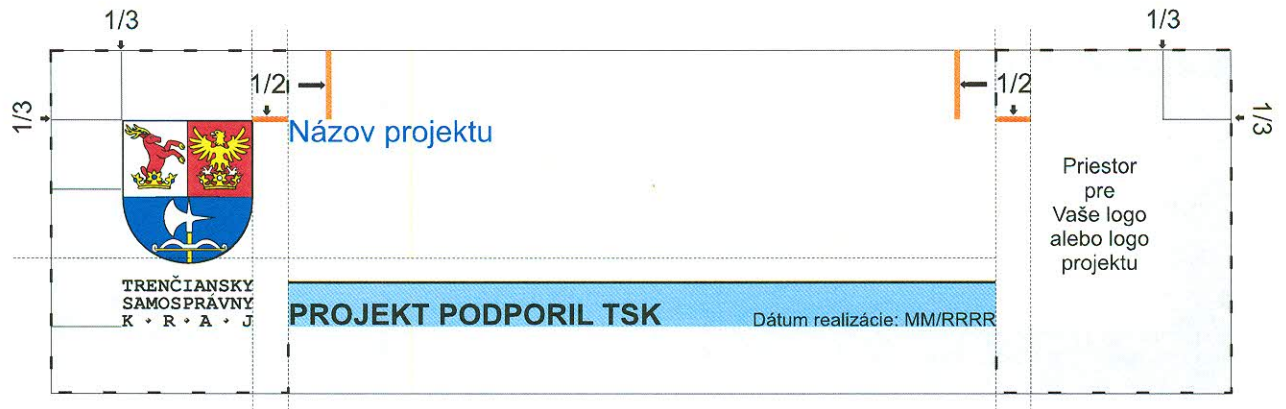 1/3
1/3
1/2
1/2
1/3
1/3
Názov projektu
Priestor
pre
Vaše logo
alebo logo
projektu
TRENČIANSKY
SAMOSPRÁVNY
K • R • A • J
PROJEKT PODPORIL TSK
Dátum realizácie: MM/RRRR